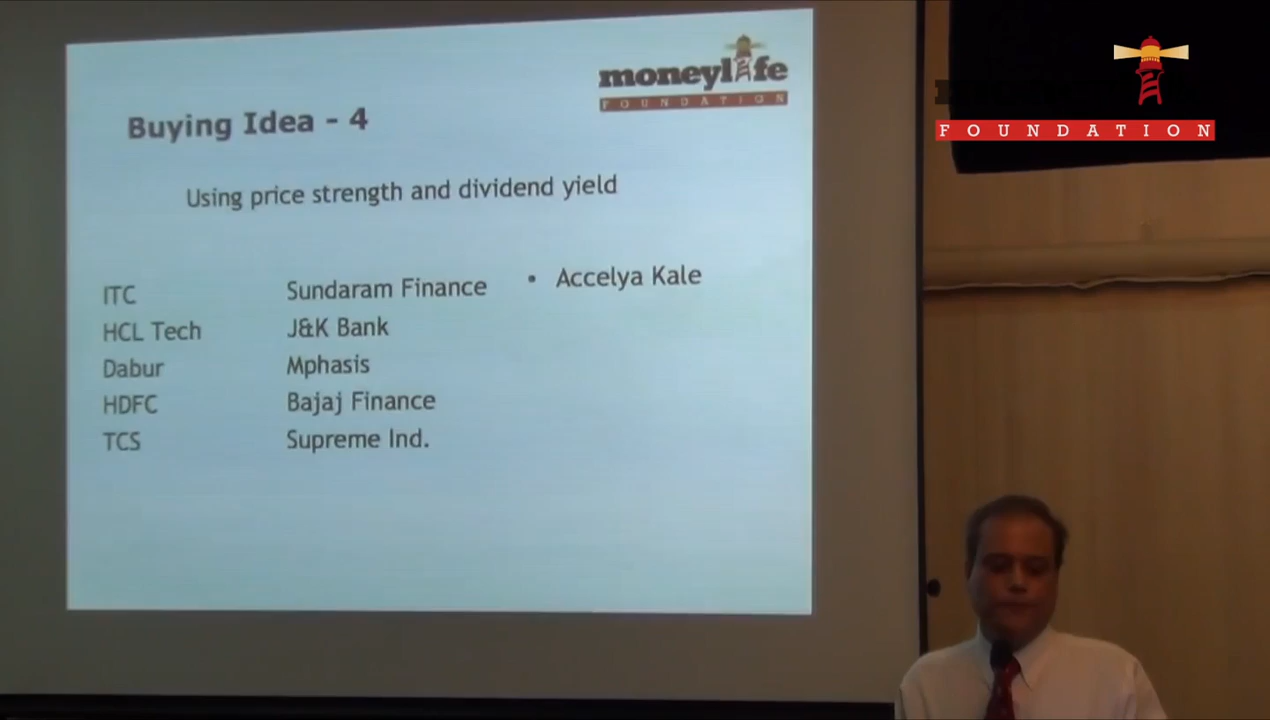 moneylife
FOUNDATION
FOUNDATION
Buying Idea - 4
Using price strength and dividend yield
ITC
HCL Tech
Dabur
HDFC
TCS
Sundaram Finance
J&K Bank
Mphasis
Bajaj Finance
Supreme Ind.
• Accelya Kale